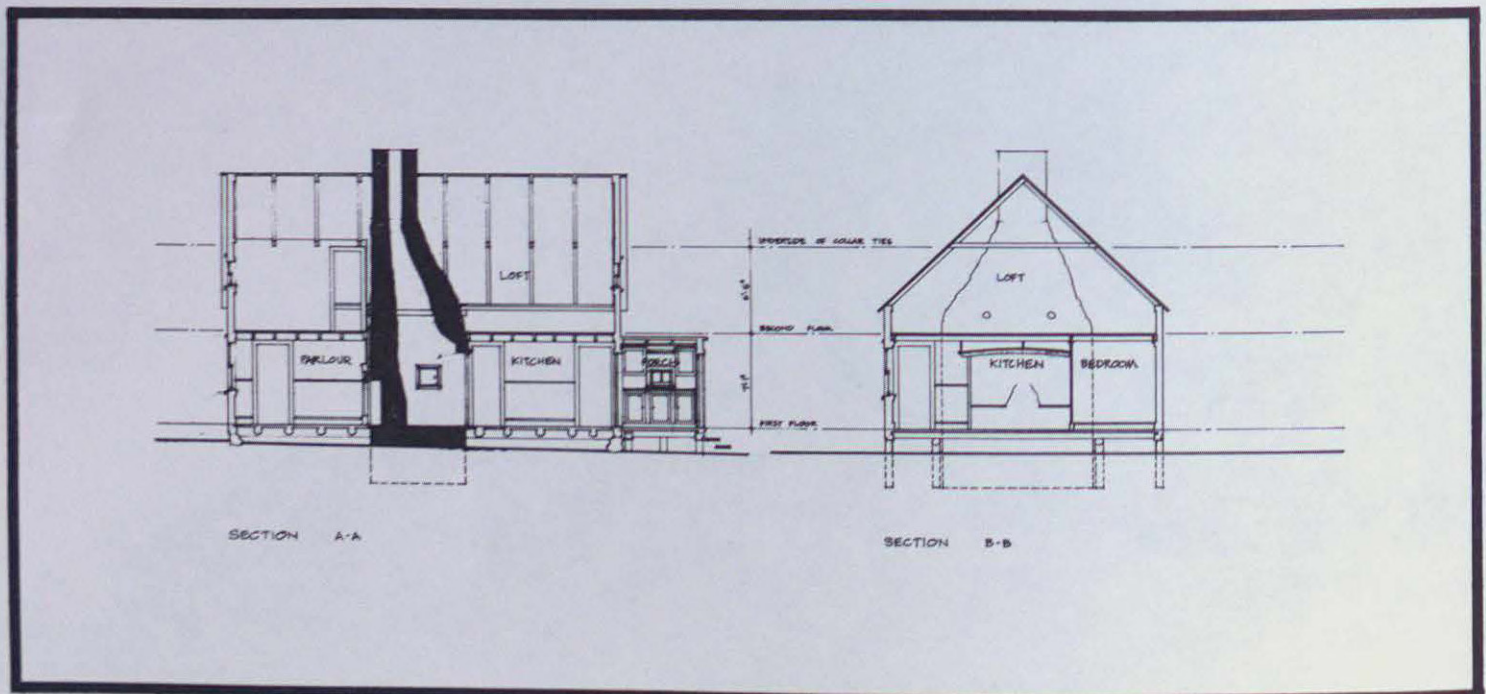 LOFT
PARLOUR
KITCHEN
PORCH
UNDERSIDE OF COLLAR TIES
SECOND FLOOR
FIRST FLOOR
LOFT
KITCHEN
BEDROOM
SECTION A-A
SECTION B-B